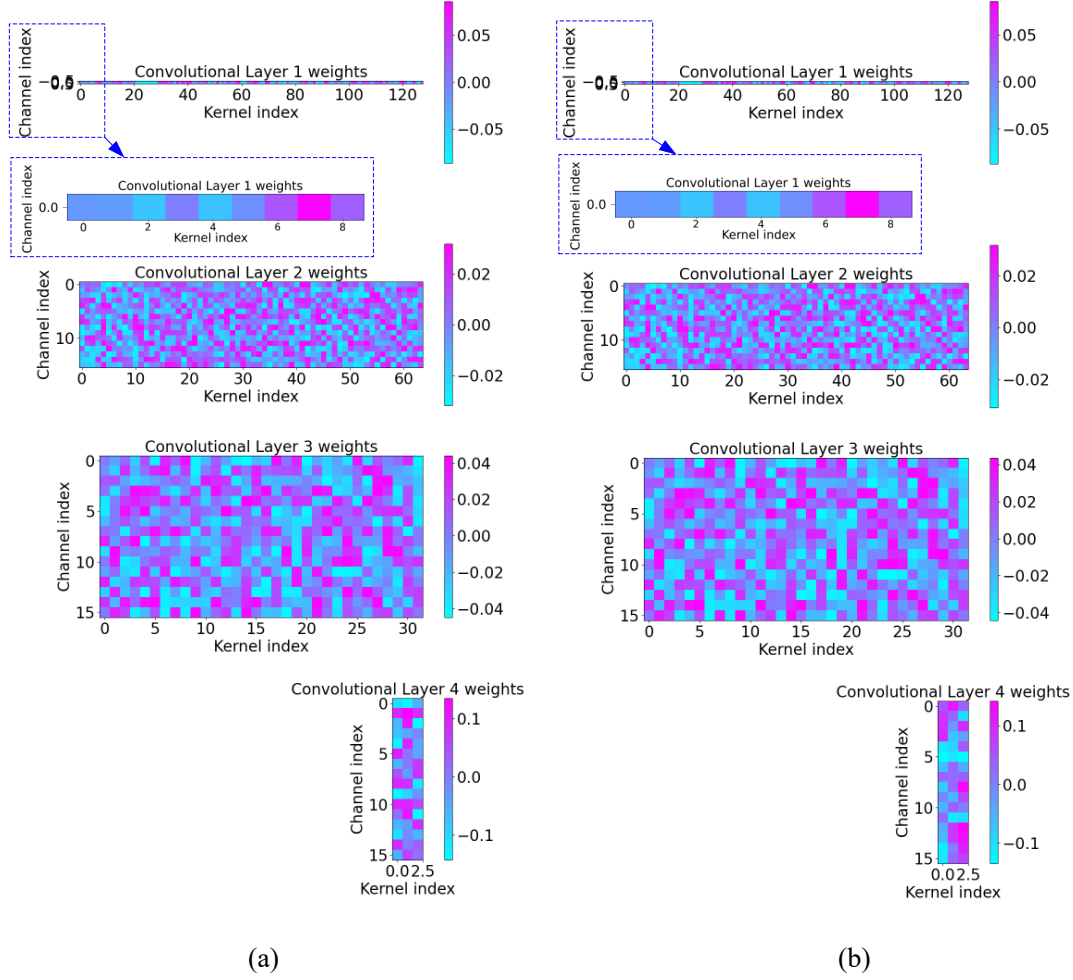 0.05
0.00
−0.05
Channel index
Convolutional Layer 1 weights
−0.5
0.5
0 20 40 60 80 100 120
Kernel index
Convolutional Layer 1 weights
Channel index
0.0
0 2 4 6 8
Kernel index
Convolutional Layer 2 weights
Channel index
0
10
0 10 20 30 40 50 60
Kernel index
0.02
0.00
−0.02
Convolutional Layer 3 weights
Channel index
0
5
10
15
0 5 10 15 20 25 30
Kernel index
0.04
0.02
0.00
−0.02
−0.04
Convolutional Layer 4 weights
Channel index
0
5
10
15
0.02.5
Kernel index
0.1
0.0
−0.1
(a)
0.05
0.00
−0.05
Channel index
Convolutional Layer 1 weights
−0.5
0.5
0 20 40 60 80 100 120
Kernel index
Convolutional Layer 1 weights
Channel index
0.0
0 2 4 6 8
Kernel index
Convolutional Layer 2 weights
Channel index
0
10
0 10 20 30 40 50 60
Kernel index
0.02
0.00
−0.02
Convolutional Layer 3 weights
Channel index
0
5
10
15
0 5 10 15 20 25 30
Kernel index
0.04
0.02
0.00
−0.02
−0.04
Convolutional Layer 4 weights
Channel index
0
5
10
15
0.02.5
Kernel index
0.1
0.0
−0.1
(b)